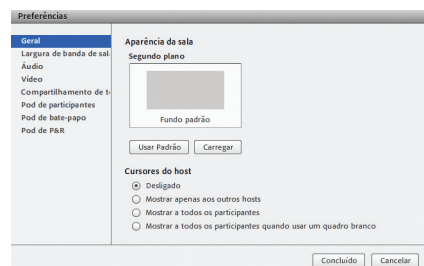 Preferências
Geral
Largura de banda de sal
Áudio
Vídeo
Compartilhamento de t
Pod de participantes
Pod de bate-papo
Pod de P&R
Aparência da sala
Segundo plano
Fundo padrão
Usar Padrão Carregar
Cursores do host
Desligado
Mostrar apenas aos outros hosts
Mostrar a todos os participantes
Mostrar a todos os participantes quando usar um quadro branco
Concluído Cancelar